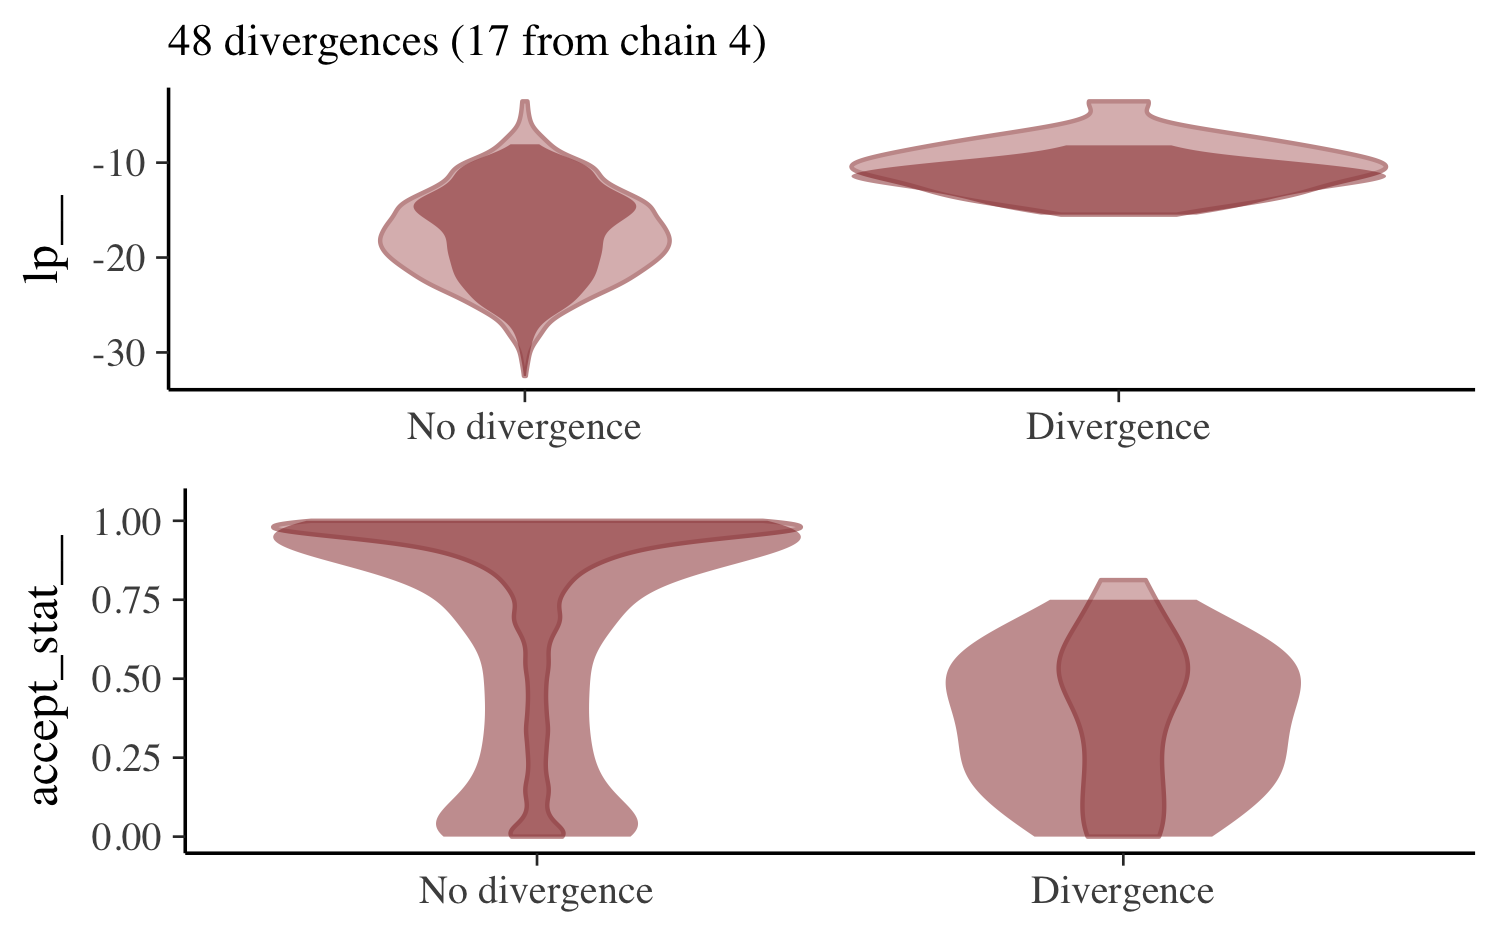 48 divergences (17 from chain 4)
lp__
-10
-20
-30
No divergence
Divergence
accept_stat__
1.00
0.75
0.50
0.25
0.00
No divergence
Divergence